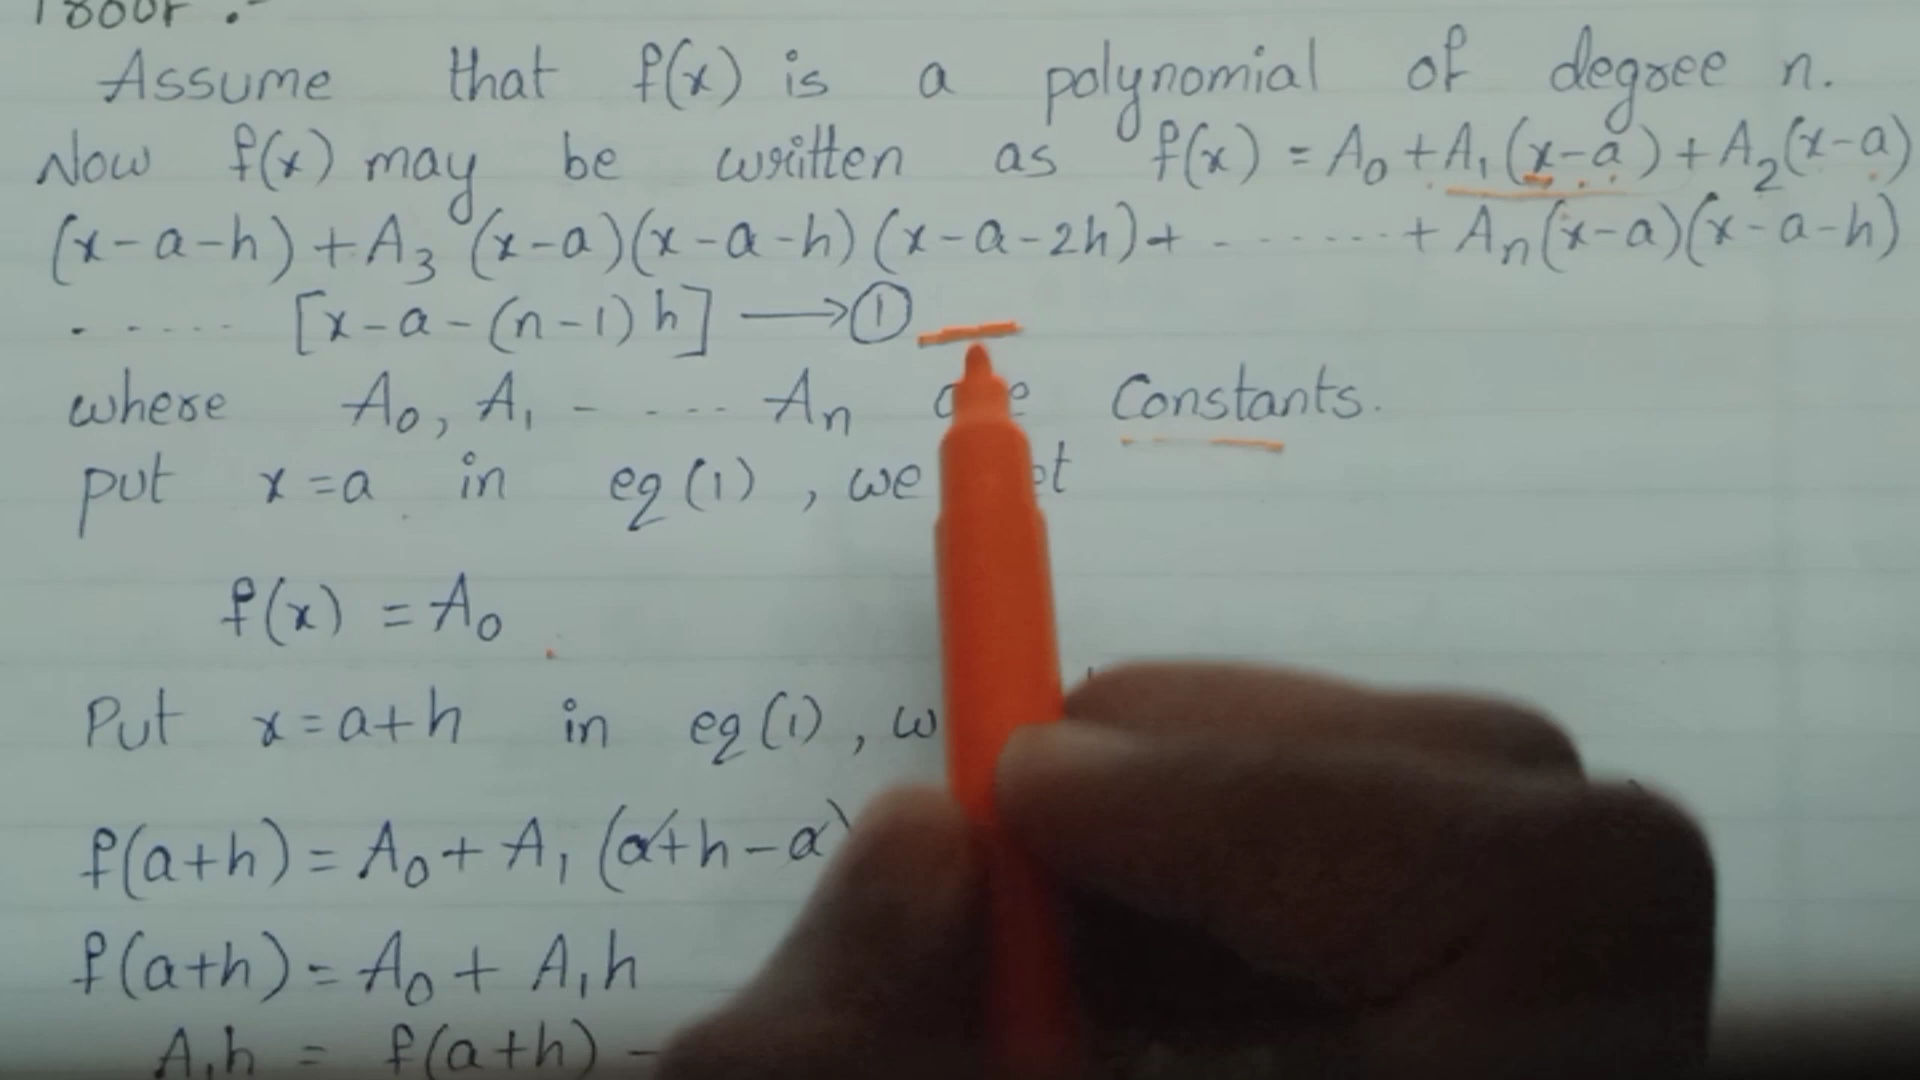 Assume that f(x) is a polynomial of degree n.
Now f(x) may be written as f(x) = A₀ + A₁(x-a) + A₂(x-a)
(x-a-h) + A₃ (x-a)(x-a-h)(x-a-2h) + ........ + Aₙ(x-a)(x-a-h)
...... [x-a-(n-1)h] → ①
where A₀, A₁ - .... Aₙ Constants.
put x=a in eq(1), we
f(x) = A₀
Put x=a+h in eq(1),
f(a+h) = A₀ + A₁ (a+h-a)
f(a+h) = A₀ + A₁h
A₁h = f(a+h) -